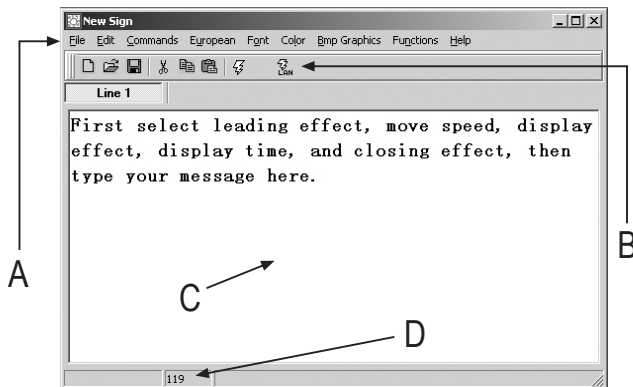 New Sign
File Edit Commands European Font Color Bmp Graphics Functions Help
LAN
Line 1
First select leading effect, move speed, display
effect, display time, and closing effect, then
type your message here.
A
B
C
D
119